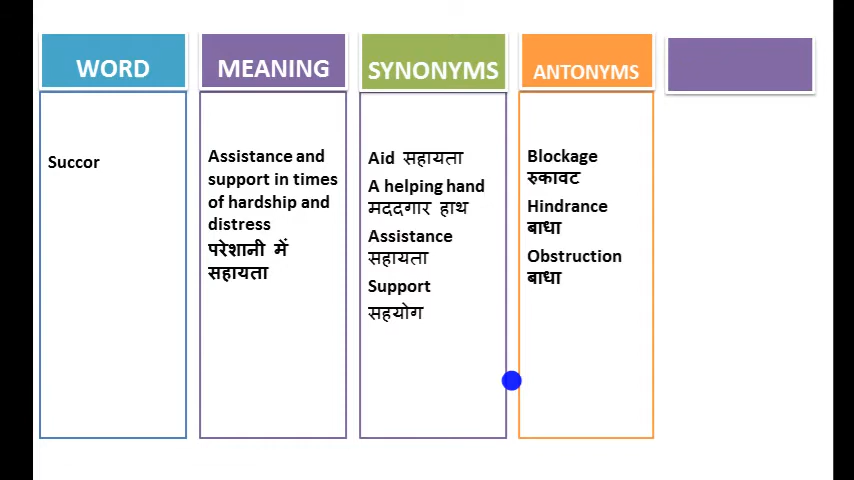 WORD
MEANING
SYNONYMS
ANTONYMS
Succor
Assistance and
support in times
of hardship and
distress
परेशानी में
सहायता
Aid सहायता
A helping hand
मददगार हाथ
Assistance
सहायता
Support
सहयोग
Blockage
रुकावट
Hindrance
बाधा
Obstruction
बाधा